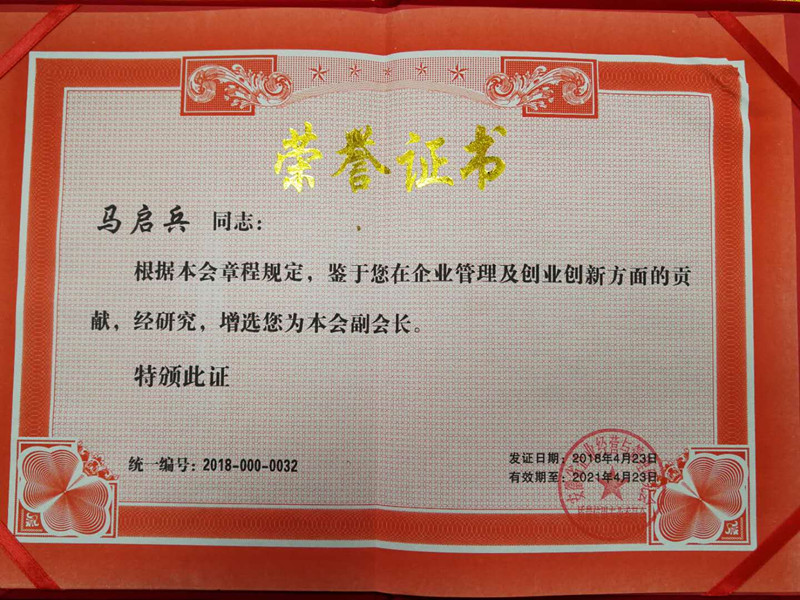 荣誉证书
马启兵 同志：
根据本会章程规定，鉴于您在企业管理及创业创新方面的贡
献，经研究，增选您为本会副会长。
特颁此证
统一编号：2018-000-0032
发证日期：2018年4月23日
有效期至：2021年4月23日